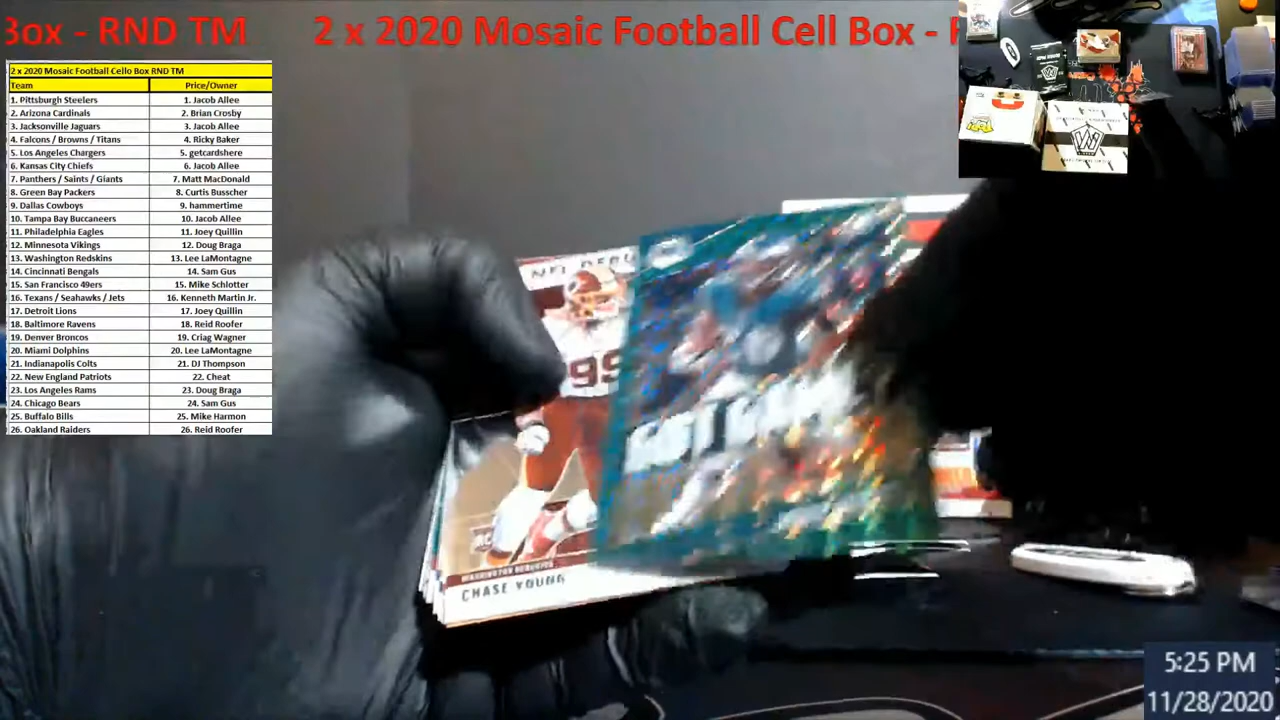 Box - RND TM 2 x 2020 Mosaic Football Cell Box -
2 x 2020 Mosaic Football Cello Box RND TM
Team Price/Owner
1. Pittsburgh Steelers 1. Jacob Allee
2. Arizona Cardinals 2. Brian Crosby
3. Jacksonville Jaguars 3. Jacob Allee
4. Falcons / Browns / Titans 4. Ricky Baker
5. Los Angeles Chargers 5. getcardshere
6. Kansas City Chiefs 6. Jacob Allee
7. Panthers / Saints / Giants 7. Matt MacDonald
8. Green Bay Packers 8. Curtis Busscher
9. Dallas Cowboys 9. hammertime
10. Tampa Bay Buccaneers 10. Jacob Allee
11. Philadelphia Eagles 11. Joey Quillin
12. Minnesota Vikings 12. Doug Braga
13. Washington Redskins 13. Lee LaMontagne
14. Cincinnati Bengals 14. Sam Gus
15. San Francisco 49ers 15. Mike Schlotter
16. Texans / Seahawks / Jets 16. Kenneth Martin Jr.
17. Detroit Lions 17. Joey Quillin
18. Baltimore Ravens 18. Reid Roofer
19. Denver Broncos 19. Criag Wagner
20. Miami Dolphins 20. Lee LaMontagne
21. Indianapolis Colts 21. DJ Thompson
22. New England Patriots 22. Cheat
23. Los Angeles Rams 23. Doug Braga
24. Chicago Bears 24. Sam Gus
25. Buffalo Bills 25. Mike Harmon
26. Oakland Raiders 26. Reid Roofer
NFL DEBU
99
RC
CHASE YOUNG
5:25 PM
11/28/2020